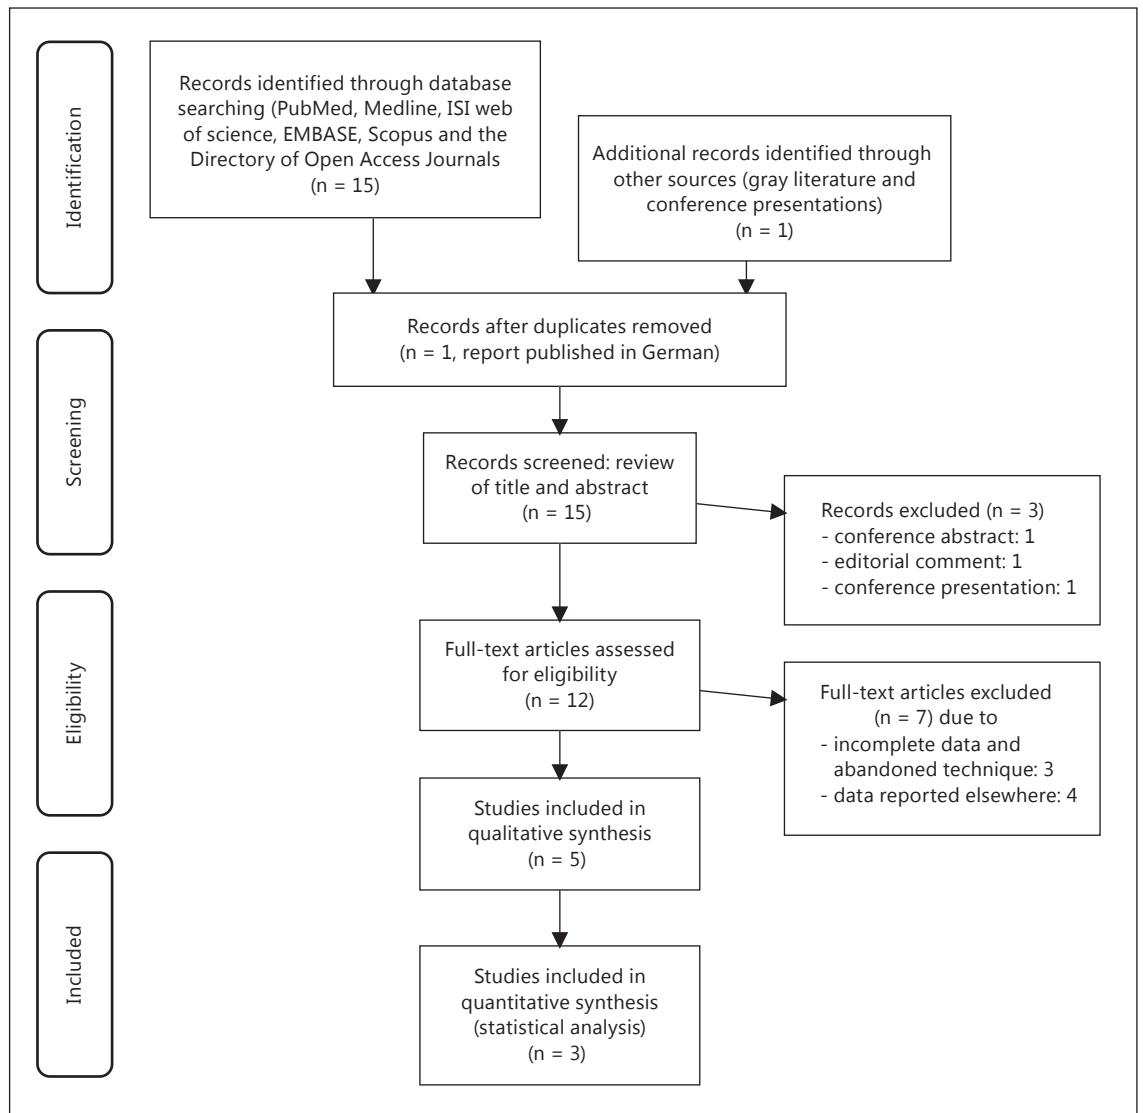 Identification
Records identified through database
searching (PubMed, Medline, ISI web
of science, EMBASE, Scopus and the
Directory of Open Access Journals
(n = 15)
Additional records identified through
other sources (gray literature and
conference presentations)
(n = 1)
Records after duplicates removed
(n = 1, report published in German)
Screening
Records screened: review
of title and abstract
(n = 15)
Records excluded (n = 3)
- conference abstract: 1
- editorial comment: 1
- conference presentation: 1
Eligibility
Full-text articles assessed
for eligibility
(n = 12)
Full-text articles excluded
(n = 7) due to
- incomplete data and
abandoned technique: 3
- data reported elsewhere: 4
Studies included in
qualitative synthesis
(n = 5)
Included
Studies included in
quantitative synthesis
(statistical analysis)
(n = 3)